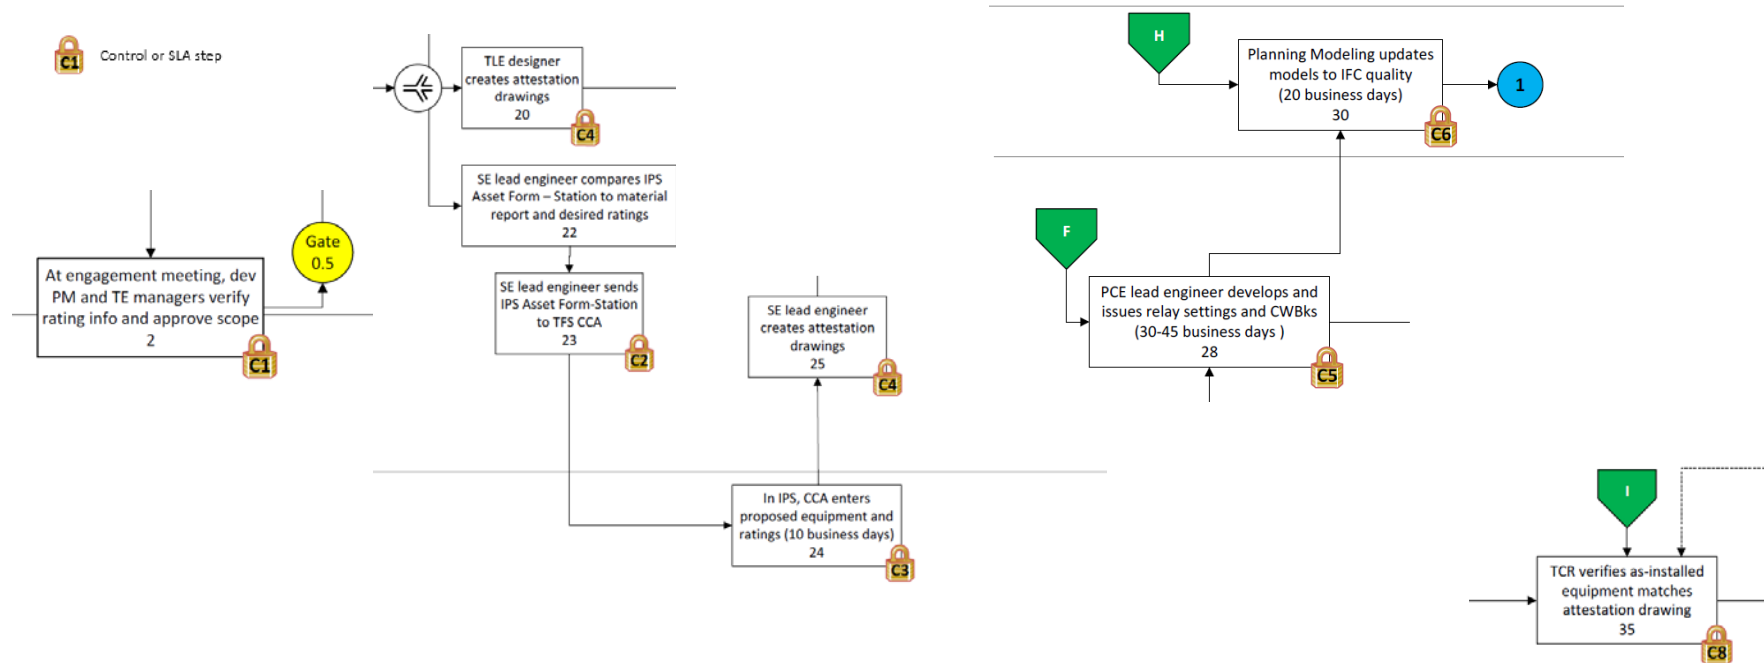 C1
Control or SLA step
At engagement meeting, dev
PM and TE managers verify
rating info and approve scope
2
C1
Gate
0.5
TLE designer
creates attestation
drawings
20
C4
SE lead engineer compares IPS
Asset Form – Station to material
report and desired ratings
22
SE lead engineer sends
IPS Asset Form-Station
to TFS CCA
23
C2
SE lead engineer
creates attestation
drawings
25
C4
In IPS, CCA enters
proposed equipment and
ratings (10 business days)
24
C3
H
Planning Modeling updates
models to IFC quality
(20 business days)
30
C6
1
F
PCE lead engineer develops and
issues relay settings and CWBks
(30-45 business days )
28
C5
I
TCR verifies as-installed
equipment matches
attestation drawing
35
C8